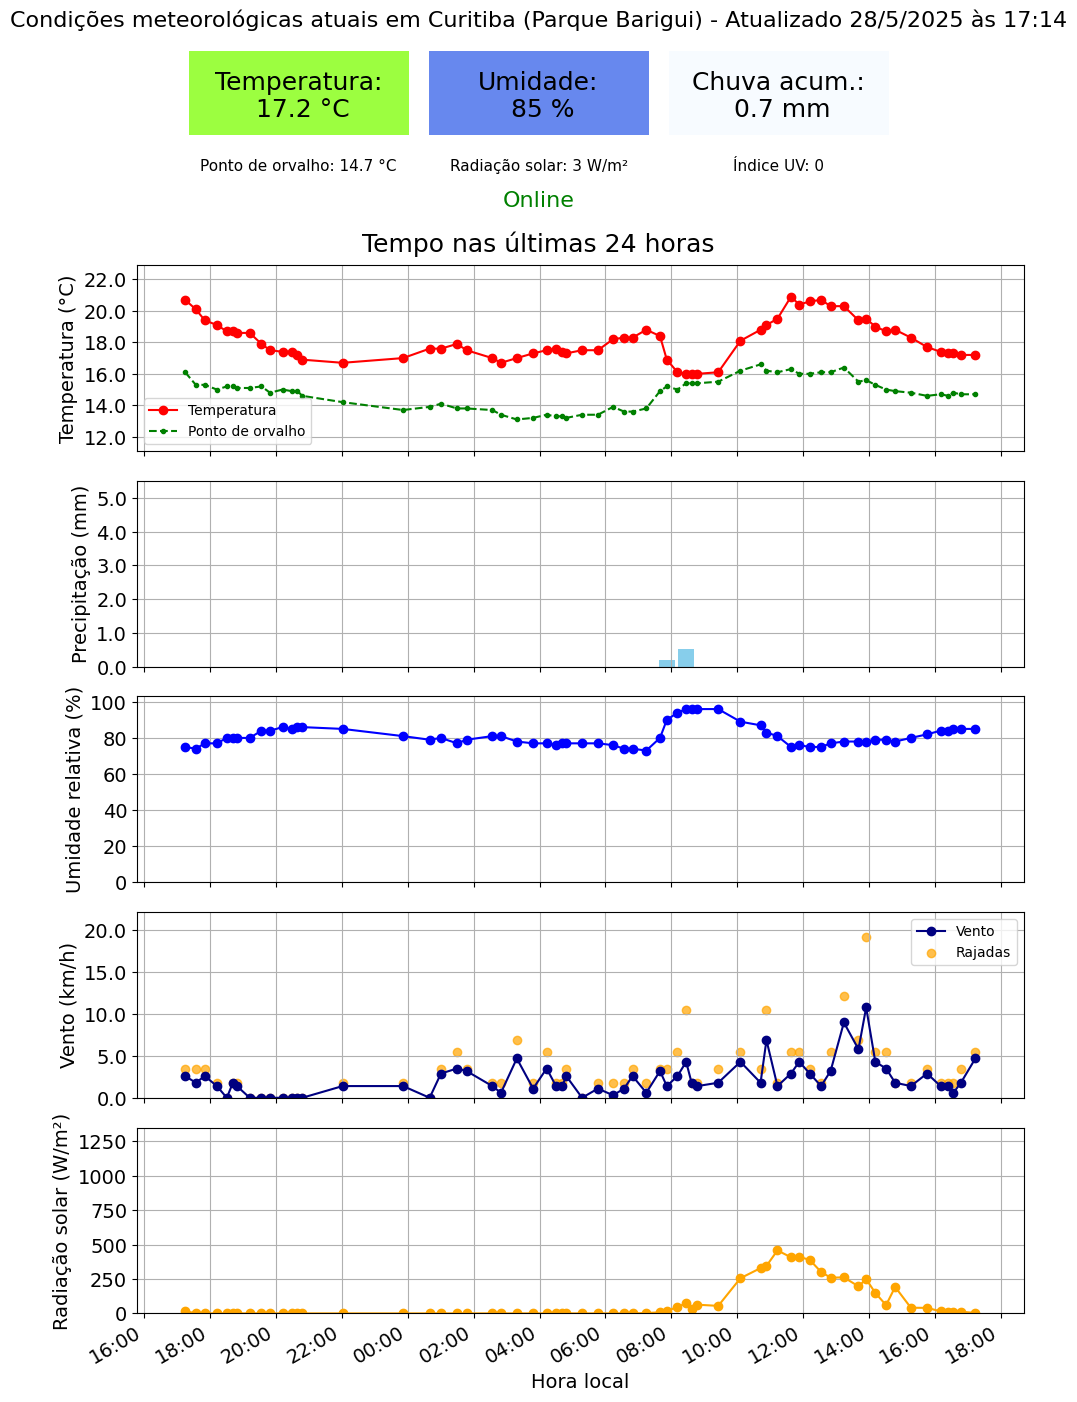 Condições meteorológicas atuais em Curitiba (Parque Barigui) - Atualizado 28/5/2025 às 17:14
Temperatura:
17.2 °C
Umidade:
85 %
Chuva acum.:
0.7 mm
Ponto de orvalho: 14.7 °C
Radiação solar: 3 W/m²
Índice UV: 0
Online
Tempo nas últimas 24 horas
Temperatura (°C)
22.0
20.0
18.0
16.0
14.0
12.0
Temperatura
Ponto de orvalho
Precipitação (mm)
5.0
4.0
3.0
2.0
1.0
0.0
Umidade relativa (%)
100
80
60
40
20
0
Vento (km/h)
20.0
15.0
10.0
5.0
0.0
Vento
Rajadas
Radiação solar (W/m²)
1250
1000
750
500
250
0
16:00 18:00 20:00 22:00 00:00 02:00 04:00 06:00 08:00 10:00 12:00 14:00 16:00 18:00
Hora local